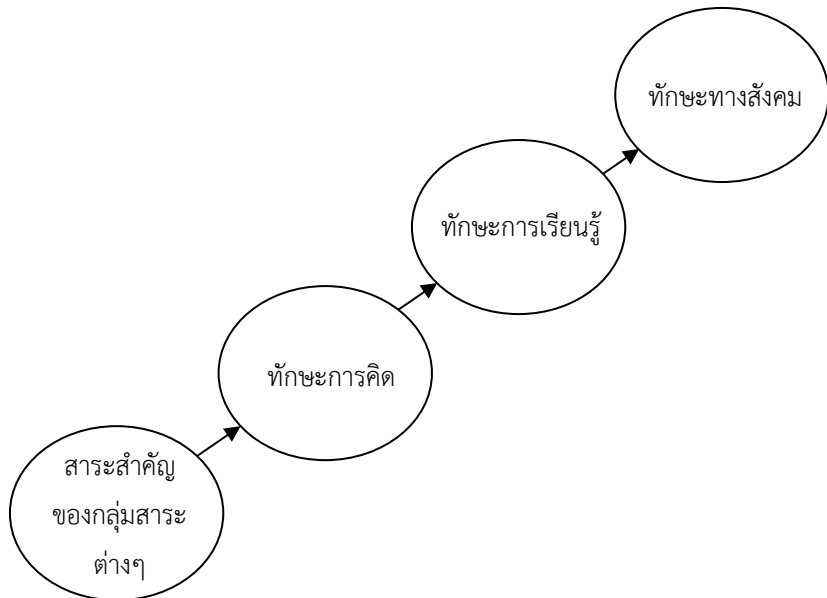 ทักษะทางสังคม
ทักษะการเรียนรู้
ทักษะการคิด
สาระสำคัญ
ของกลุ่มสาระ
ต่างๆ